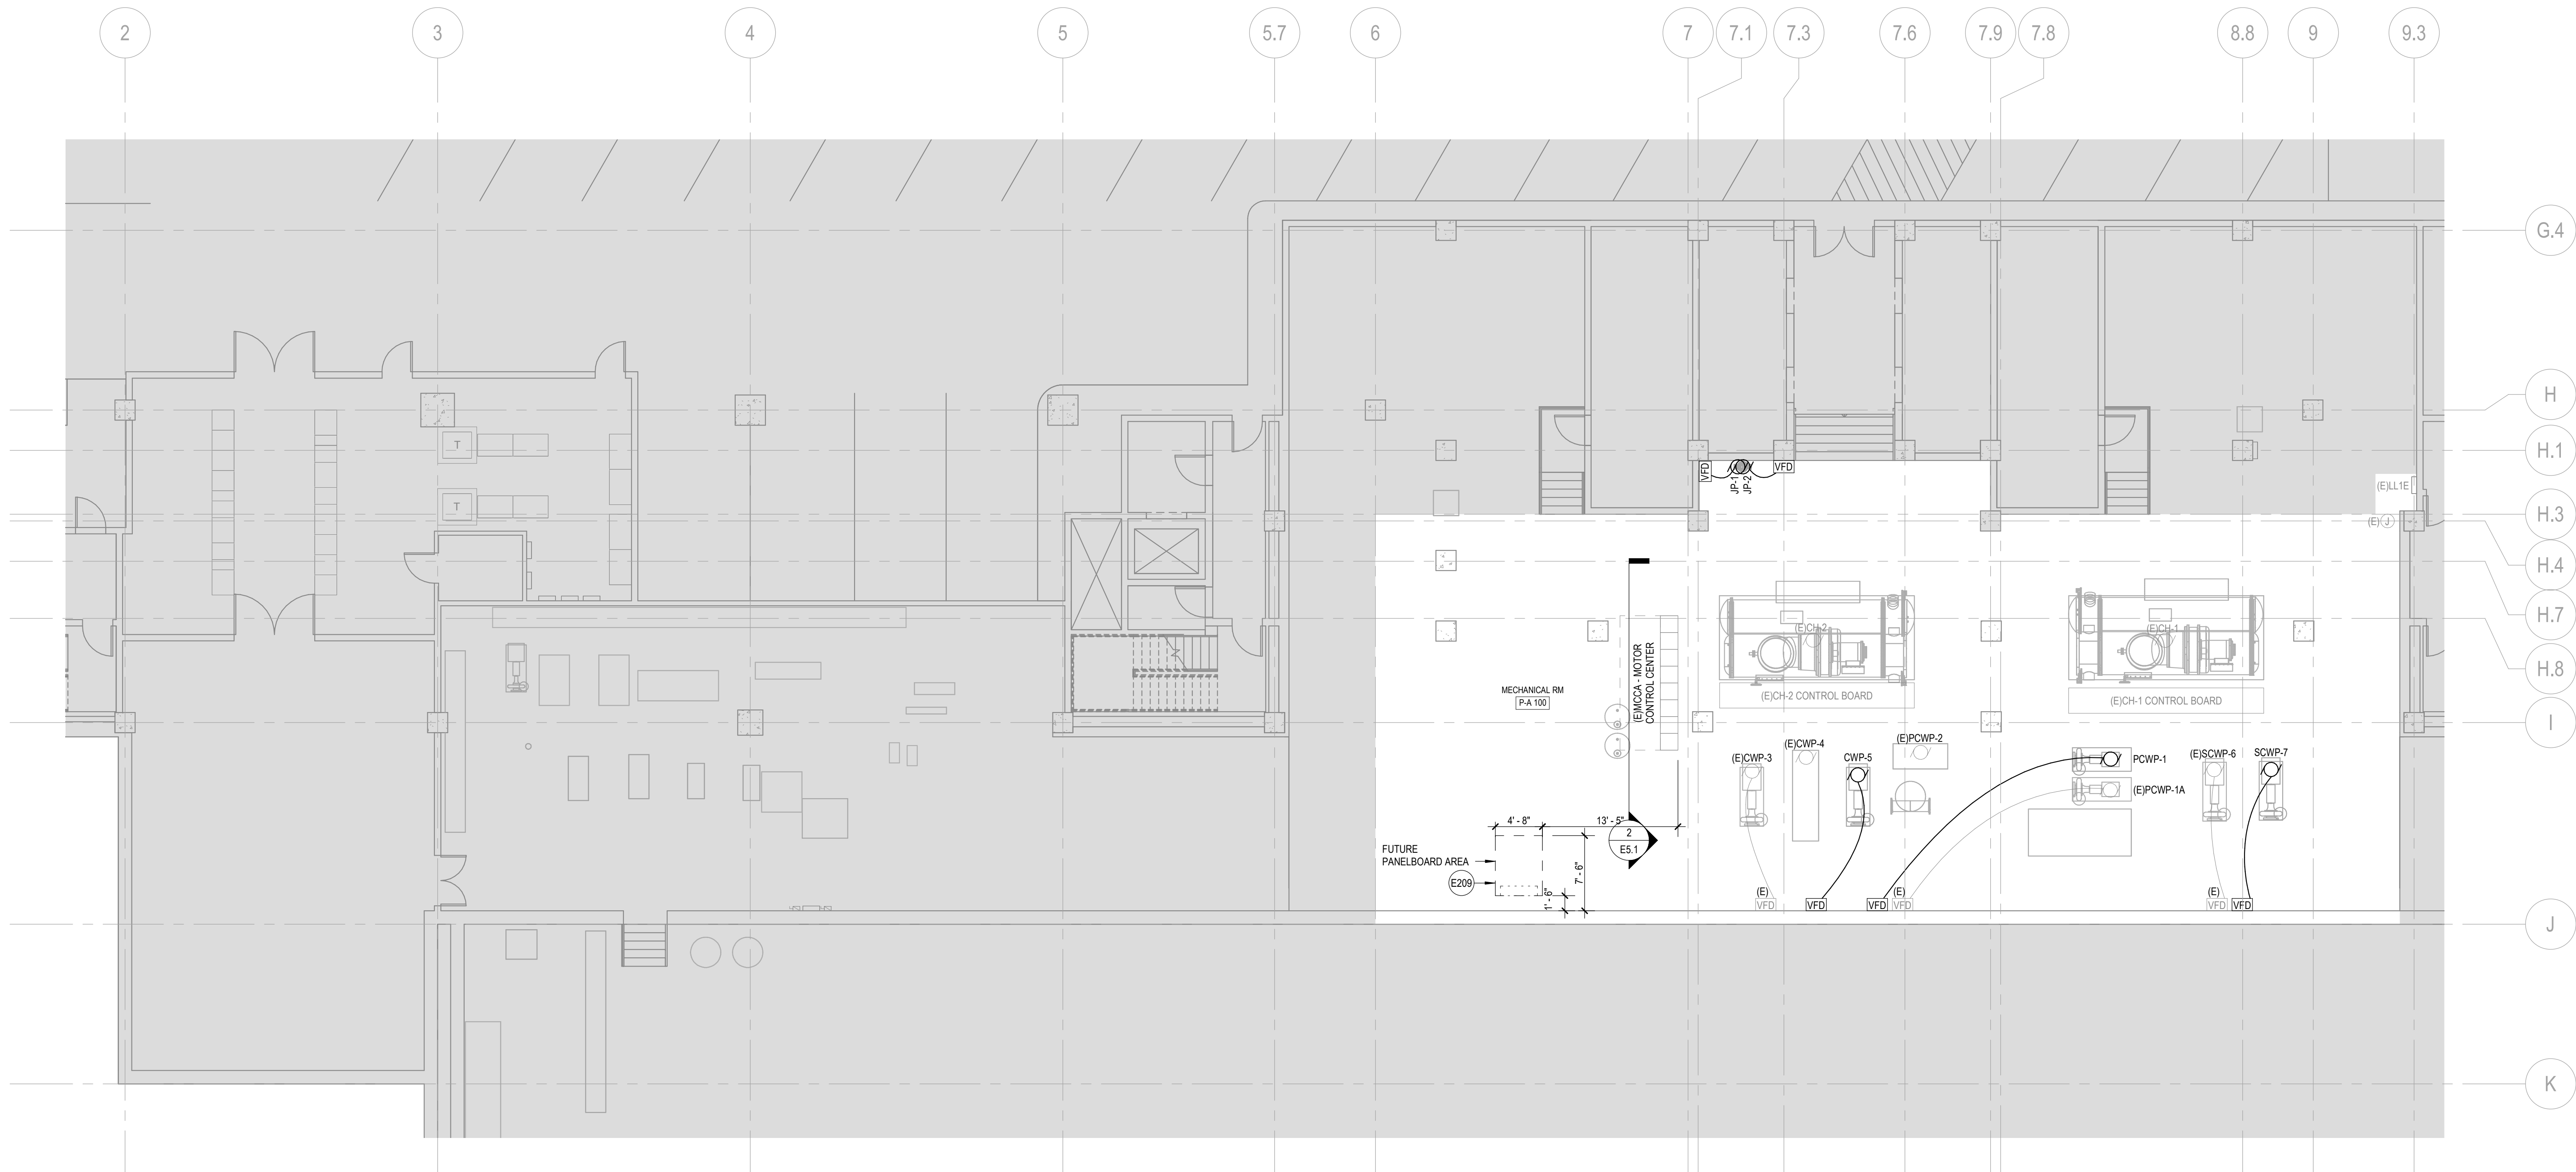 2
3
4
5
5.7
6
7
7.1
7.3
7.6
7.9
7.8
8.8
9
9.3
G.4
H
H.1
H.3
H.4
H.7
H.8
I
J
K
T
T
VFD
JP-1
JP-2
VFD
(E)LL1E
(E) J
(E)CH-2
(E)CH-1
(E)CH-2 CONTROL BOARD
(E)CH-1 CONTROL BOARD
(E)MCCA - MOTOR
CONTROL CENTER
MECHANICAL RM
P-A 100
(E)CWP-3
(E)CWP-4
CWP-5
(E)PCWP-2
PCWP-1
(E)PCWP-1A
(E)SCWP-6
SCWP-7
4' - 8"
13' - 5"
2
E5.1
FUTURE
PANELBOARD AREA
E209
7' - 6"
1' - 6"
(E)
VFD
VFD
VFD
(E)
VFD
(E)
VFD
VFD